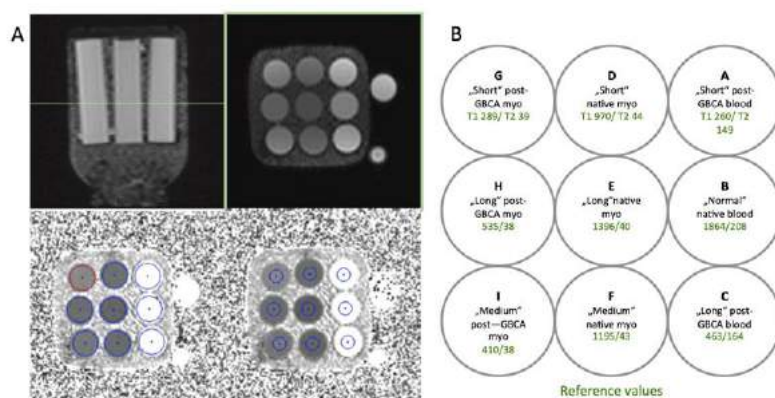 A
B
G
„Short" post-
GBCA myo
T1 289/ T2 39
D
„Short"
native myo
T1 970/ T2 44
A
„Short" post-
GBCA blood
T1 260/ T2
149
H
„Long" post-
GBCA myo
535/38
E
„Long"native
myo
1396/40
B
„Normal"
native blood
1864/208
I
„Medium"
post—GBCA
myo
410/38
F
„Medium"
native myo
1195/43
C
„Long" post-
GBCA blood
463/164
Reference values